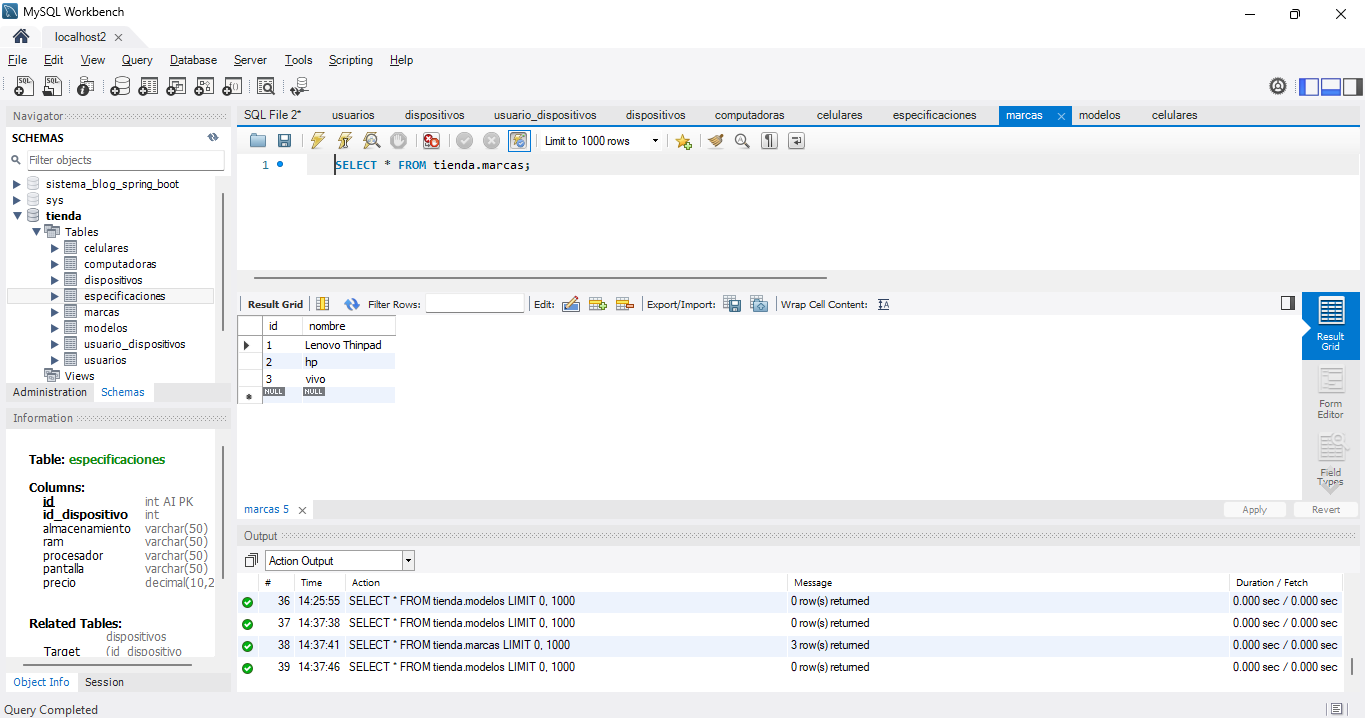 MySQL Workbench
localhost2
File Edit View Query Database Server Tools Scripting Help
Navigator
SCHEMAS
Filter objects
sistema_blog_spring_boot
sys
tienda
Tables
celulares
computadoras
dispositivos
especificaciones
marcas
modelos
usuario_dispositivos
usuarios
Views
Administration Schemas
Information
Table: especificaciones
Columns:
id int AI PK
id_dispositivo int
almacenamiento varchar(50)
ram varchar(50)
procesador varchar(50)
pantalla varchar(50)
precio decimal(10,2
Related Tables:
dispositivos
Target (id_dispositivo
Object Info Session
SQL File 2* usuarios dispositivos usuario_dispositivos dispositivos computadoras celulares especificaciones marcas modelos celulares
Limit to 1000 rows
1 SELECT * FROM tienda.marcas;
Result Grid Filter Rows: Edit: Export/Import: Wrap Cell Content:
id nombre
1 Lenovo Thinpad
2 hp
3 vivo
NULL NULL
Result Grid
Form Editor
Field Types
marcas 5
Apply Revert
Output
Action Output
# Time Action Message Duration / Fetch
36 14:25:55 SELECT * FROM tienda.modelos LIMIT 0, 1000 0 row(s) returned 0.000 sec / 0.000 sec
37 14:37:38 SELECT * FROM tienda.modelos LIMIT 0, 1000 0 row(s) returned 0.000 sec / 0.000 sec
38 14:37:41 SELECT * FROM tienda.marcas LIMIT 0, 1000 3 row(s) returned 0.000 sec / 0.000 sec
39 14:37:46 SELECT * FROM tienda.modelos LIMIT 0, 1000 0 row(s) returned 0.000 sec / 0.000 sec
Query Completed